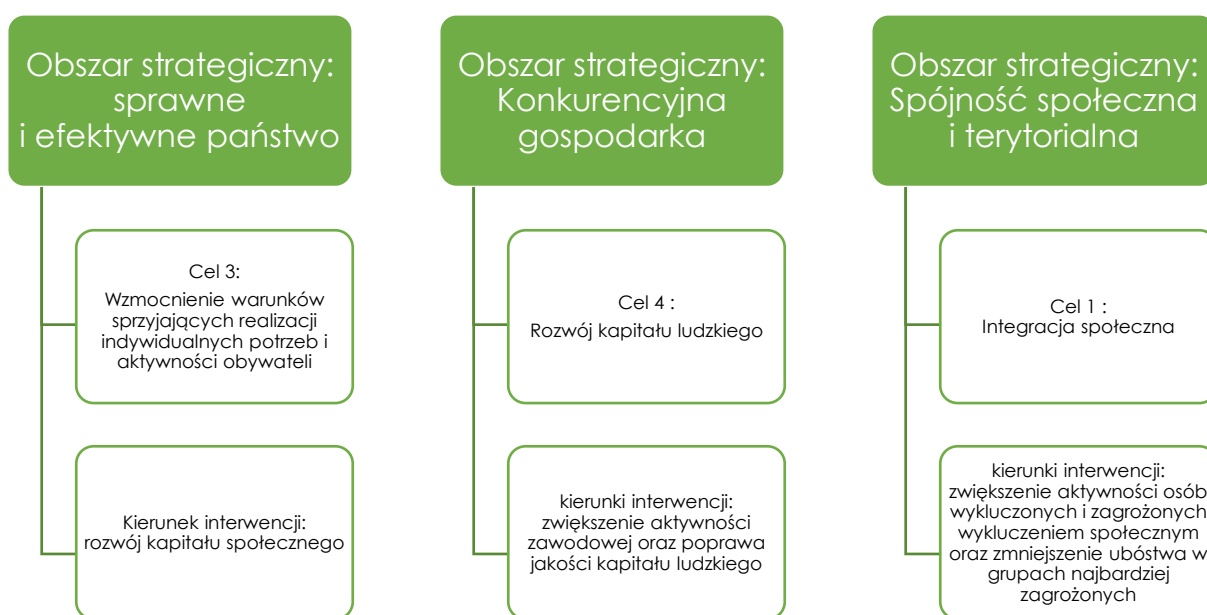 Obszar strategiczny:
sprawne
i efektywne państwo
Cel 3:
Wzmocnienie warunków
sprzyjających realizacji
indywidualnych potrzeb i
aktywności obywateli
Kierunek interwencji:
rozwój kapitału społecznego
Obszar strategiczny:
Konkurencyjna
gospodarka
Cel 4 :
Rozwój kapitału ludzkiego
kierunki interwencji:
zwiększenie aktywności
zawodowej oraz poprawa
jakości kapitału ludzkiego
Obszar strategiczny:
Spójność społeczna
i terytorialna
Cel 1 :
Integracja społeczna
kierunki interwencji:
zwiększenie aktywności osób
wykluczonych i zagrożonych
wykluczeniem społecznym
oraz zmniejszenie ubóstwa w
grupach najbardziej
zagrożonych